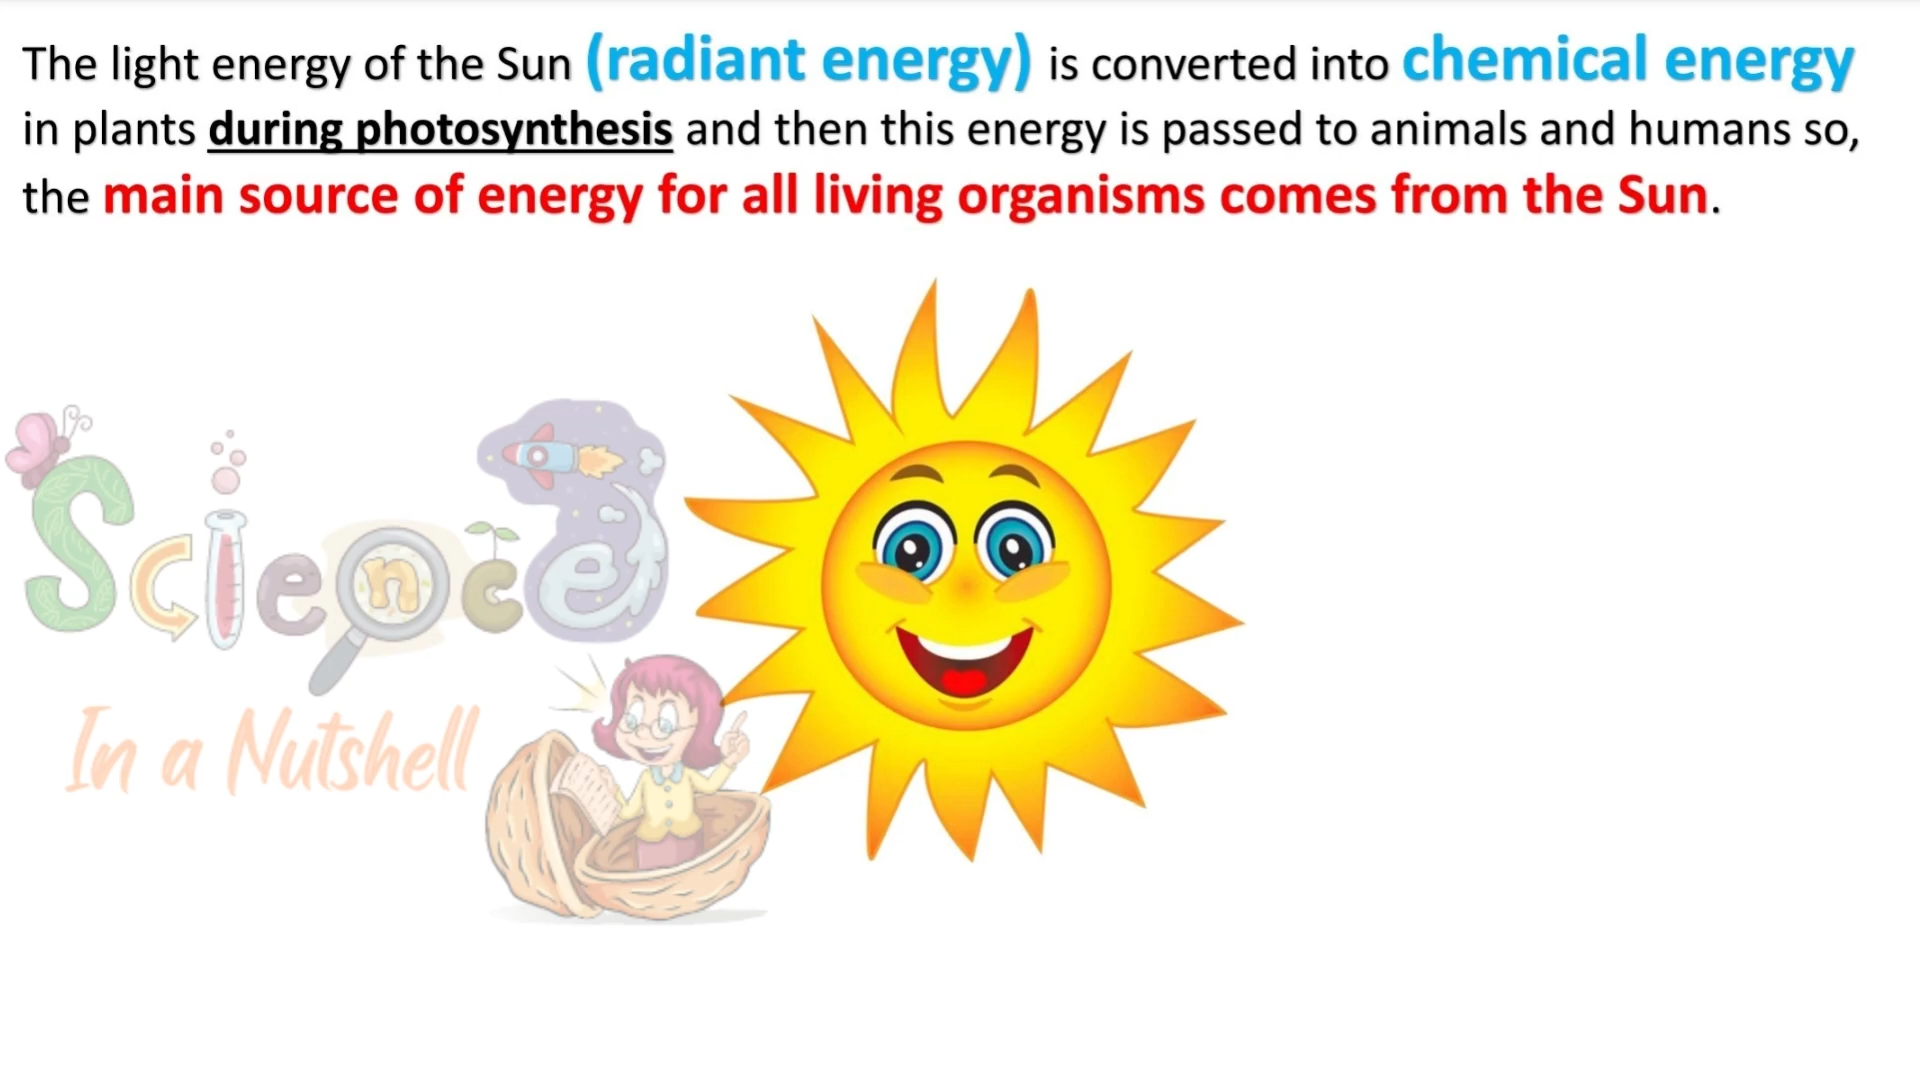 The light energy of the Sun (radiant energy) is converted into chemical energy
in plants during photosynthesis and then this energy is passed to animals and humans so,
the main source of energy for all living organisms comes from the Sun.
Science
In a Nutshell